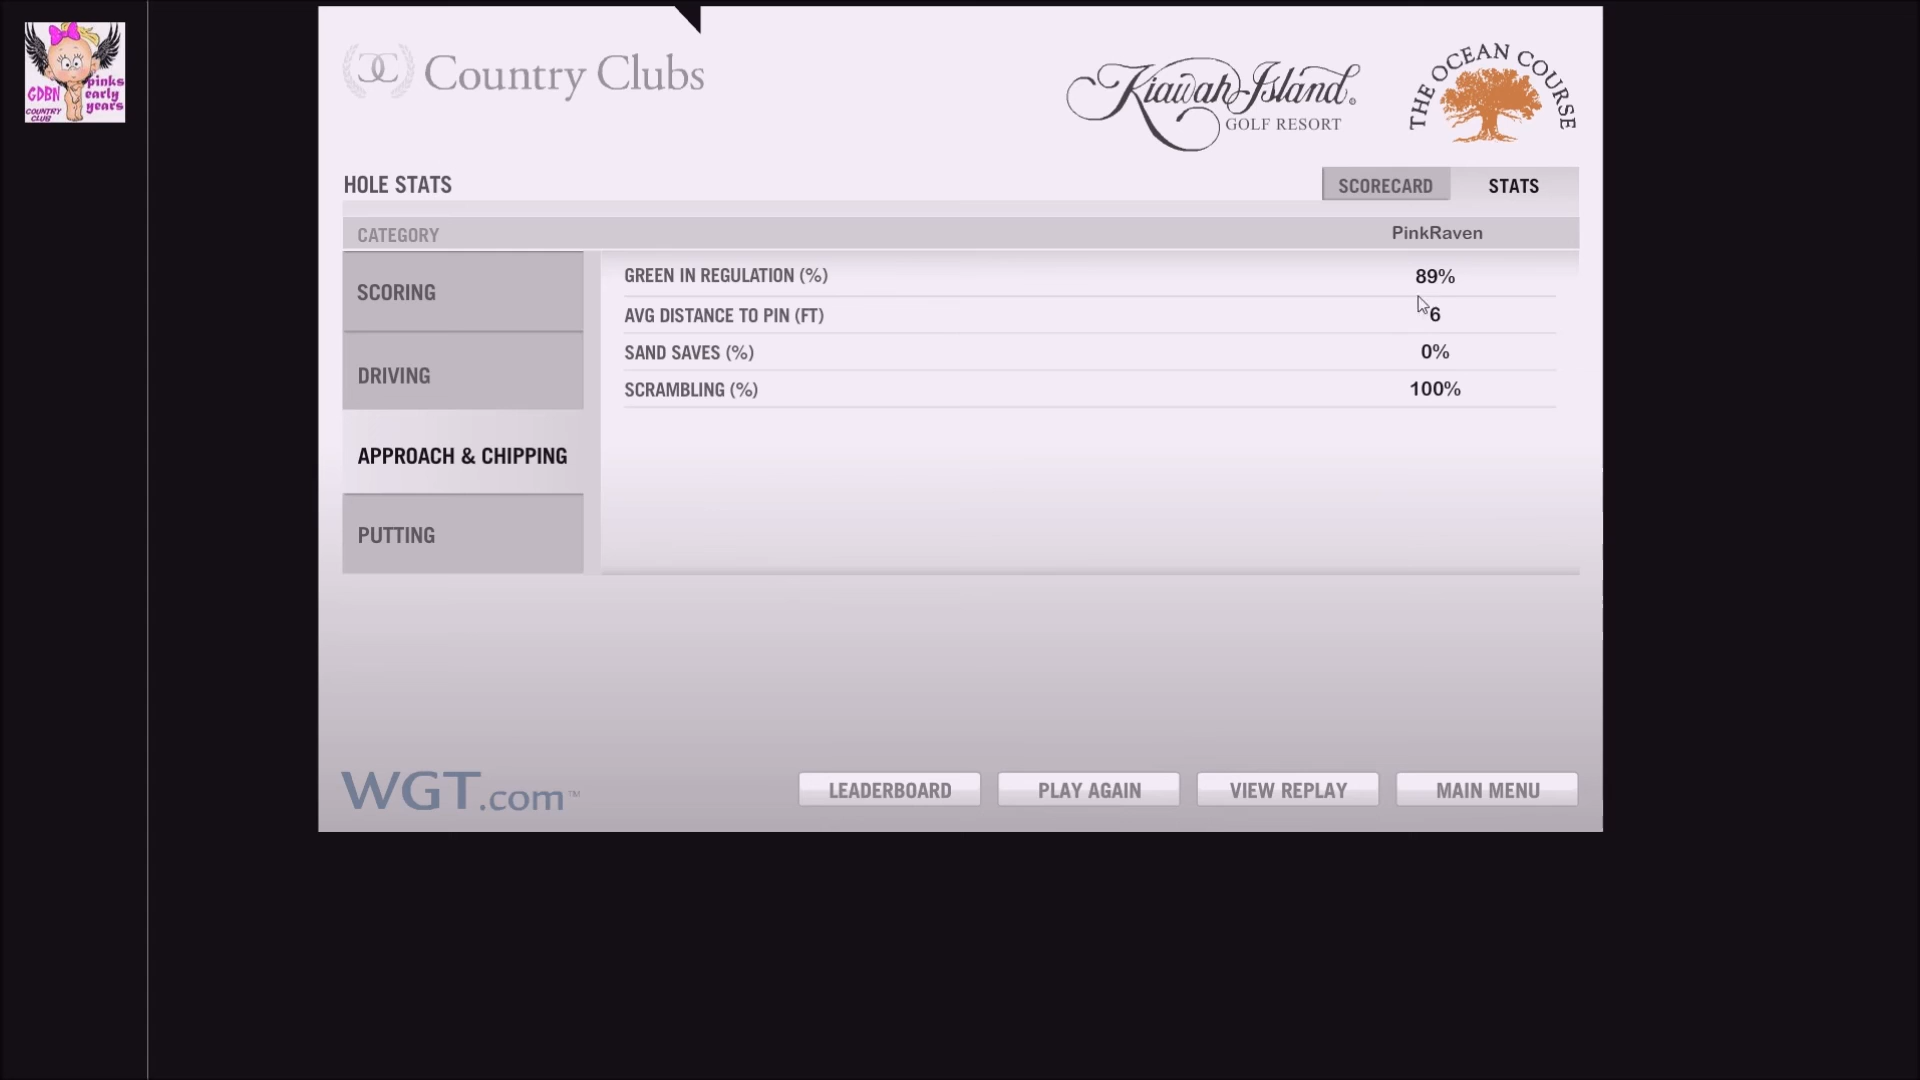 pinks
GDBN early
COUNTRY years
CLUB
CC Country Clubs
Kiawah Island®
GOLF RESORT
THE OCEAN COURSE
HOLE STATS
SCORECARD STATS
CATEGORY PinkRaven
SCORING
DRIVING
APPROACH & CHIPPING
PUTTING
GREEN IN REGULATION (%) 89%
AVG DISTANCE TO PIN (FT) 6
SAND SAVES (%) 0%
SCRAMBLING (%) 100%
WGT.com™
LEADERBOARD PLAY AGAIN VIEW REPLAY MAIN MENU